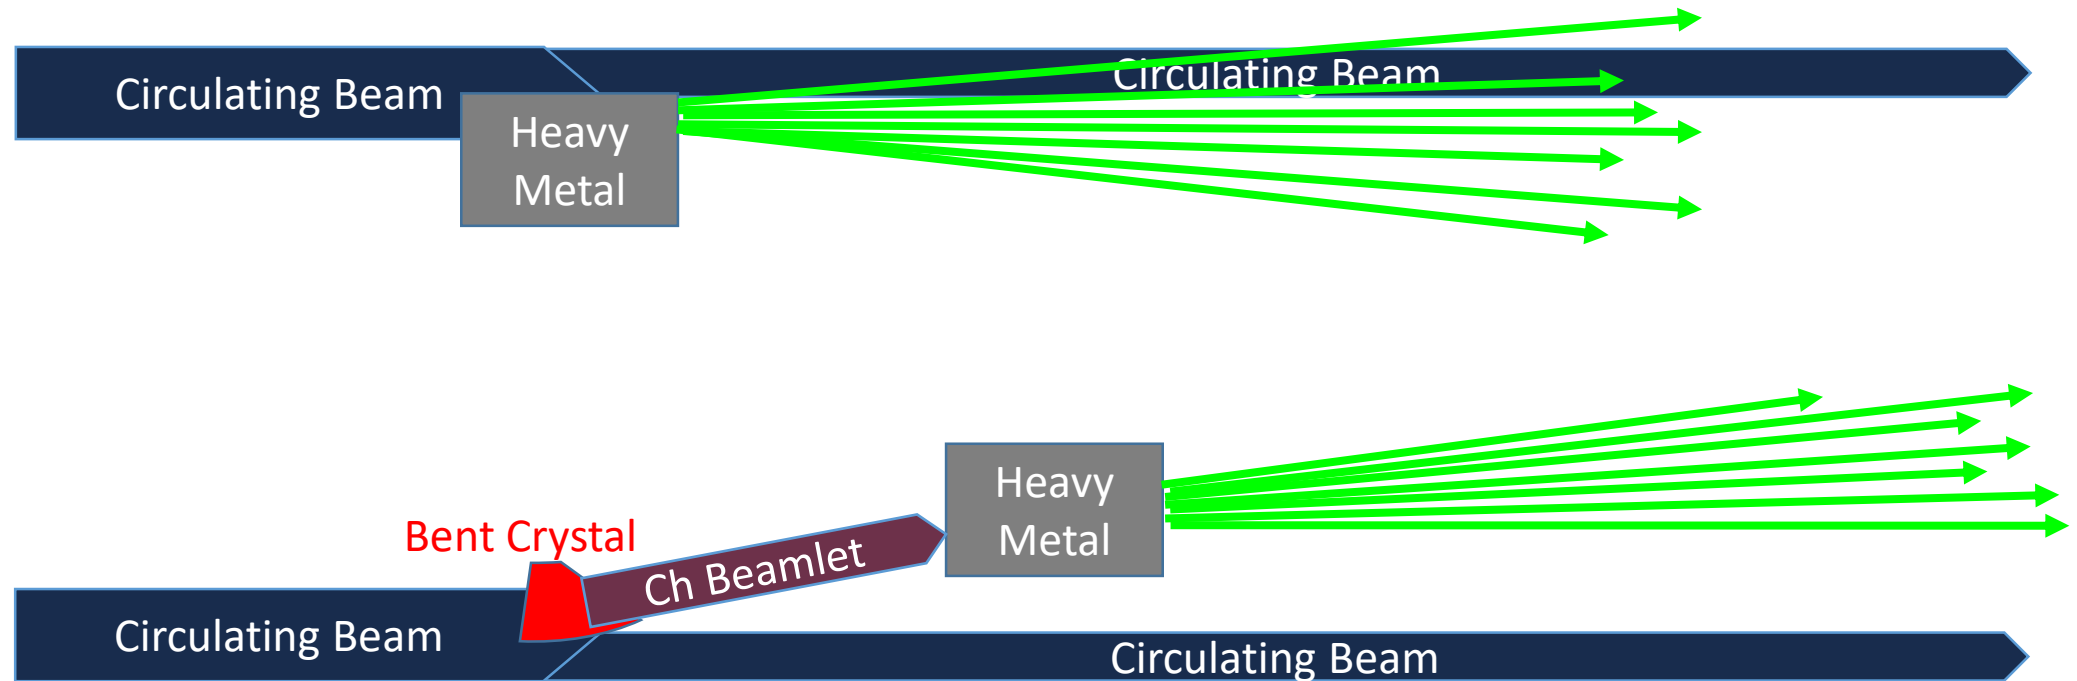 Circulating Beam
Circulating Beam
Heavy
Metal
Bent Crystal
Ch Beamlet
Heavy
Metal
Circulating Beam
Circulating Beam